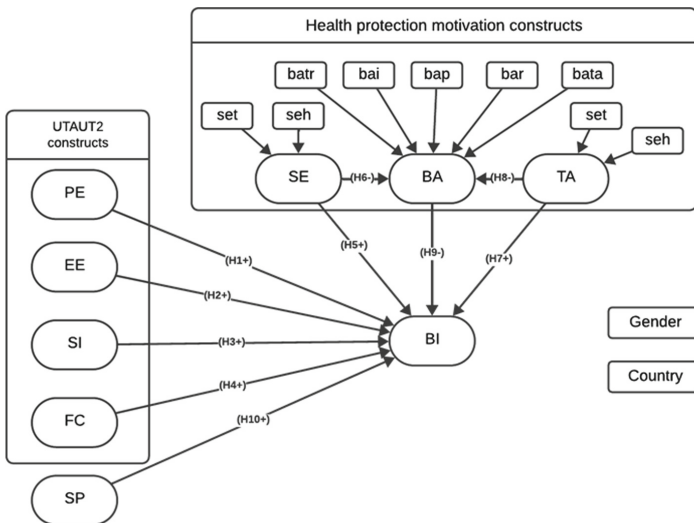 Health protection motivation constructs
batr
bai
bap
bar
bata
set
seh
set
seh
UTAUT2
constructs
SE
(H6-)
BA
(H8-)
TA
PE
(H5+)
(H9-)
(H7+)
(H1+)
EE
(H2+)
SI
(H3+)
BI
Gender
FC
(H4+)
Country
(H10+)
SP